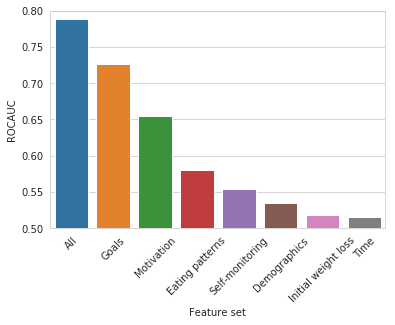 0.80
0.75
0.70
0.65
0.60
0.55
0.50
ROCAUC
All
Goals
Motivation
Eating patterns
Self-monitoring
Demographics
Initial weight loss
Time
Feature set